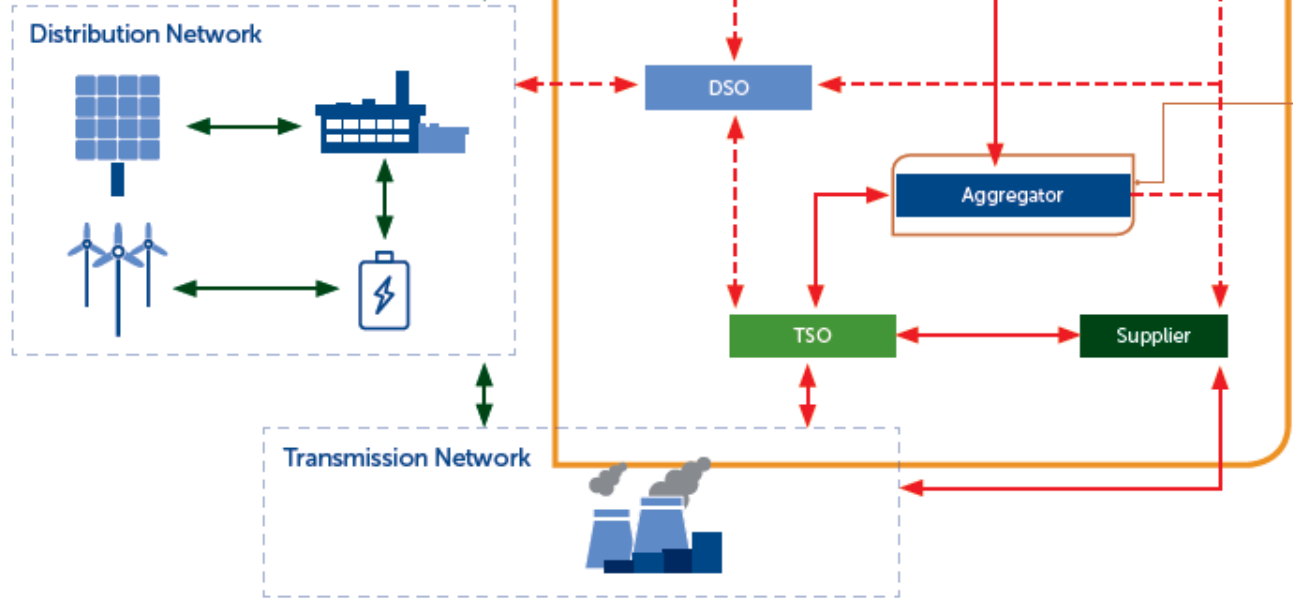 Distribution Network
DSO
Aggregator
TSO
Supplier
Transmission Network